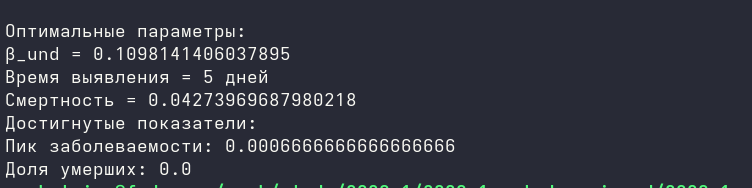 Оптимальные параметры:
β_und = 0.1098141406037895
Время выявления = 5 дней
Смертность = 0.04273969687980218
Достигнутые показатели:
Пик заболеваемости: 0.0006666666666666666
Доля умерших: 0.0